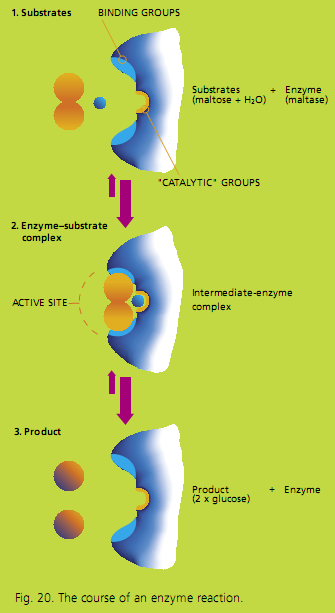 1. Substrates BINDING GROUPS
Substrates + Enzyme
(maltose + H₂O) (maltase)
"CATALYTIC" GROUPS
2. Enzyme–substrate
complex
ACTIVE SITE
Intermediate-enzyme
complex
3. Product
Product + Enzyme
(2 x glucose)
Fig. 20. The course of an enzyme reaction.